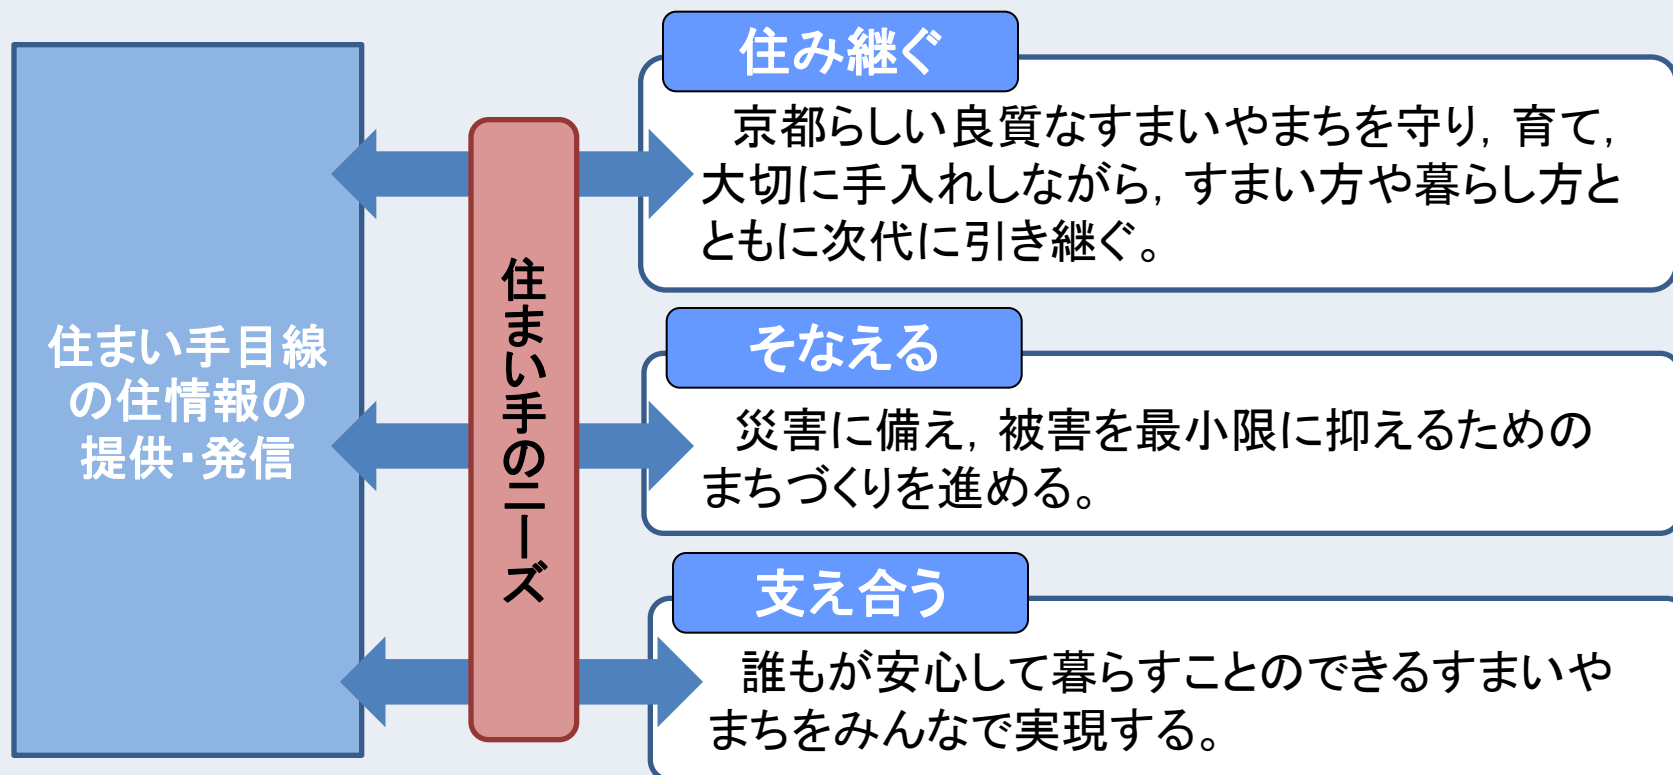 住まい手目線
の住情報の
提供・発信
住まい手のニーズ
住み継ぐ
京都らしい良質なすまいやまちを守り，育て，
大切に手入れしながら，すまい方や暮らし方と
ともに次代に引き継ぐ。
そなえる
災害に備え，被害を最小限に抑えるための
まちづくりを進める。
支え合う
誰もが安心して暮らすことのできるすまいや
まちをみんなで実現する。